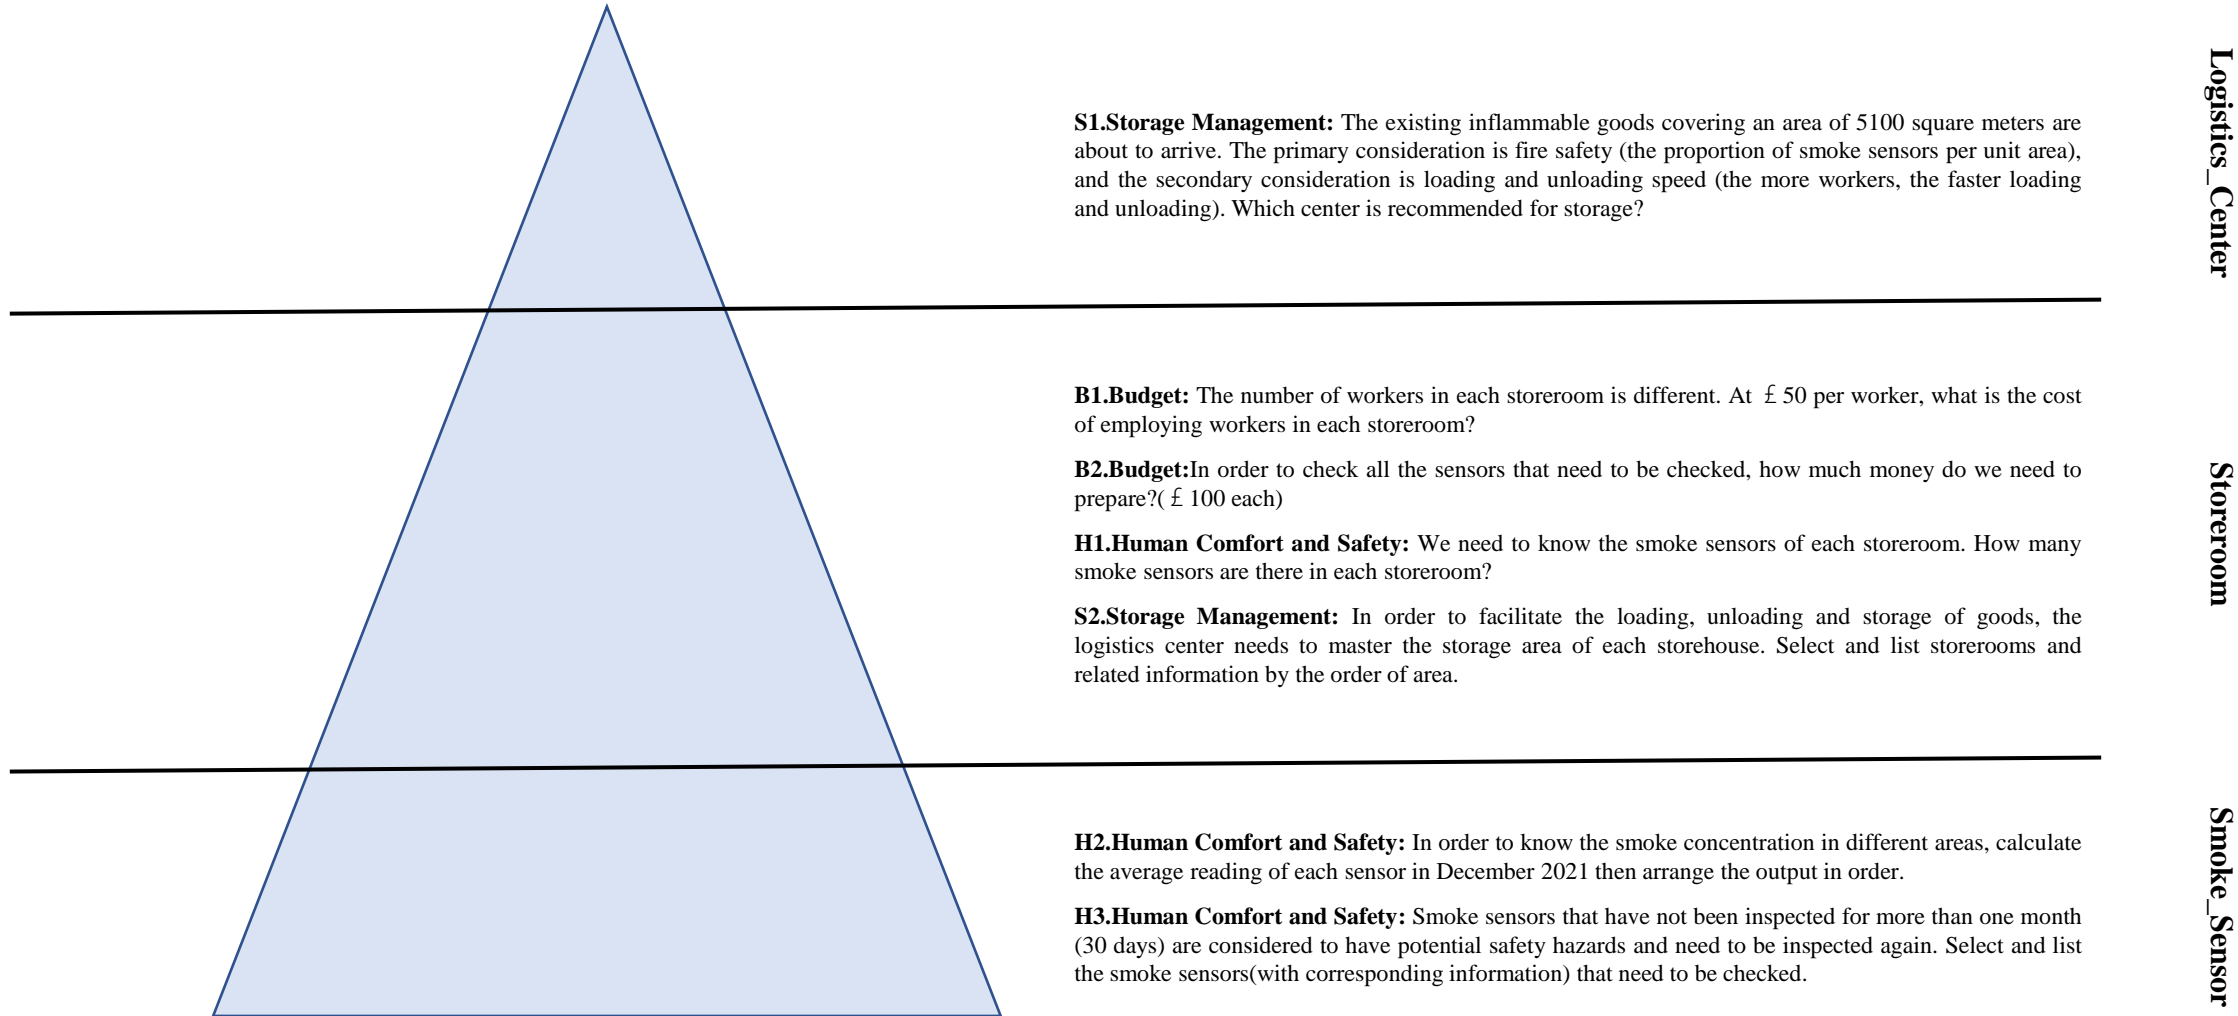 S1.Storage Management: The existing inflammable goods covering an area of 5100 square meters are
about to arrive. The primary consideration is fire safety (the proportion of smoke sensors per unit area),
and the secondary consideration is loading and unloading speed (the more workers, the faster loading
and unloading). Which center is recommended for storage?
Logistics_Center
B1.Budget: The number of workers in each storeroom is different. At £50 per worker, what is the cost
of employing workers in each storeroom?
B2.Budget:In order to check all the sensors that need to be checked, how much money do we need to
prepare?(£100 each)
H1.Human Comfort and Safety: We need to know the smoke sensors of each storeroom. How many
smoke sensors are there in each storeroom?
S2.Storage Management: In order to facilitate the loading, unloading and storage of goods, the
logistics center needs to master the storage area of each storehouse. Select and list storerooms and
related information by the order of area.
Storeroom
H2.Human Comfort and Safety: In order to know the smoke concentration in different areas, calculate
the average reading of each sensor in December 2021 then arrange the output in order.
H3.Human Comfort and Safety: Smoke sensors that have not been inspected for more than one month
(30 days) are considered to have potential safety hazards and need to be inspected again. Select and list
the smoke sensors(with corresponding information) that need to be checked.
Smoke_Sensor